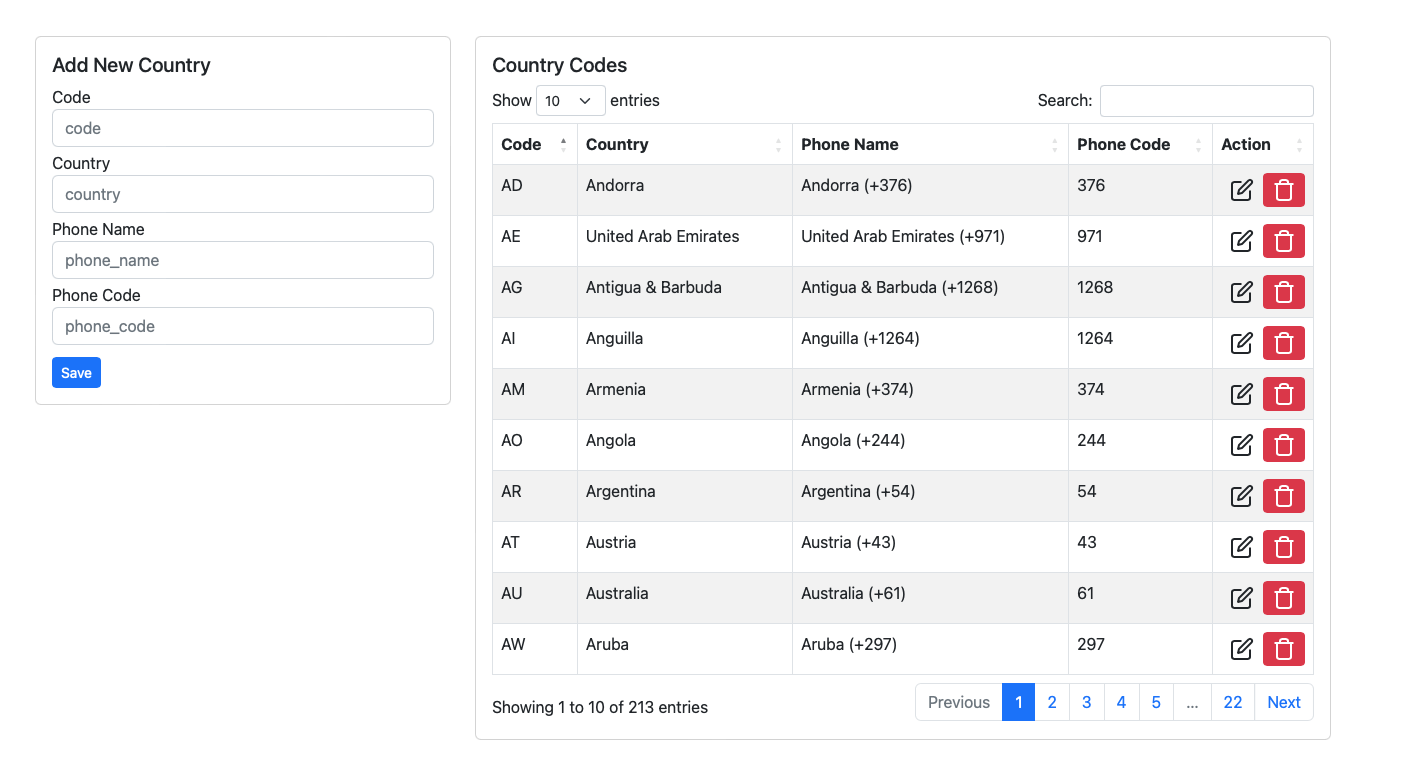 Add New Country
Code
code
Country
country
Phone Name
phone_name
Phone Code
phone_code
Save
Country Codes
Show 10 entries Search:
Code Country Phone Name Phone Code Action
AD Andorra Andorra (+376) 376
AE United Arab Emirates United Arab Emirates (+971) 971
AG Antigua & Barbuda Antigua & Barbuda (+1268) 1268
AI Anguilla Anguilla (+1264) 1264
AM Armenia Armenia (+374) 374
AO Angola Angola (+244) 244
AR Argentina Argentina (+54) 54
AT Austria Austria (+43) 43
AU Australia Australia (+61) 61
AW Aruba Aruba (+297) 297
Showing 1 to 10 of 213 entries Previous 1 2 3 4 5 ... 22 Next